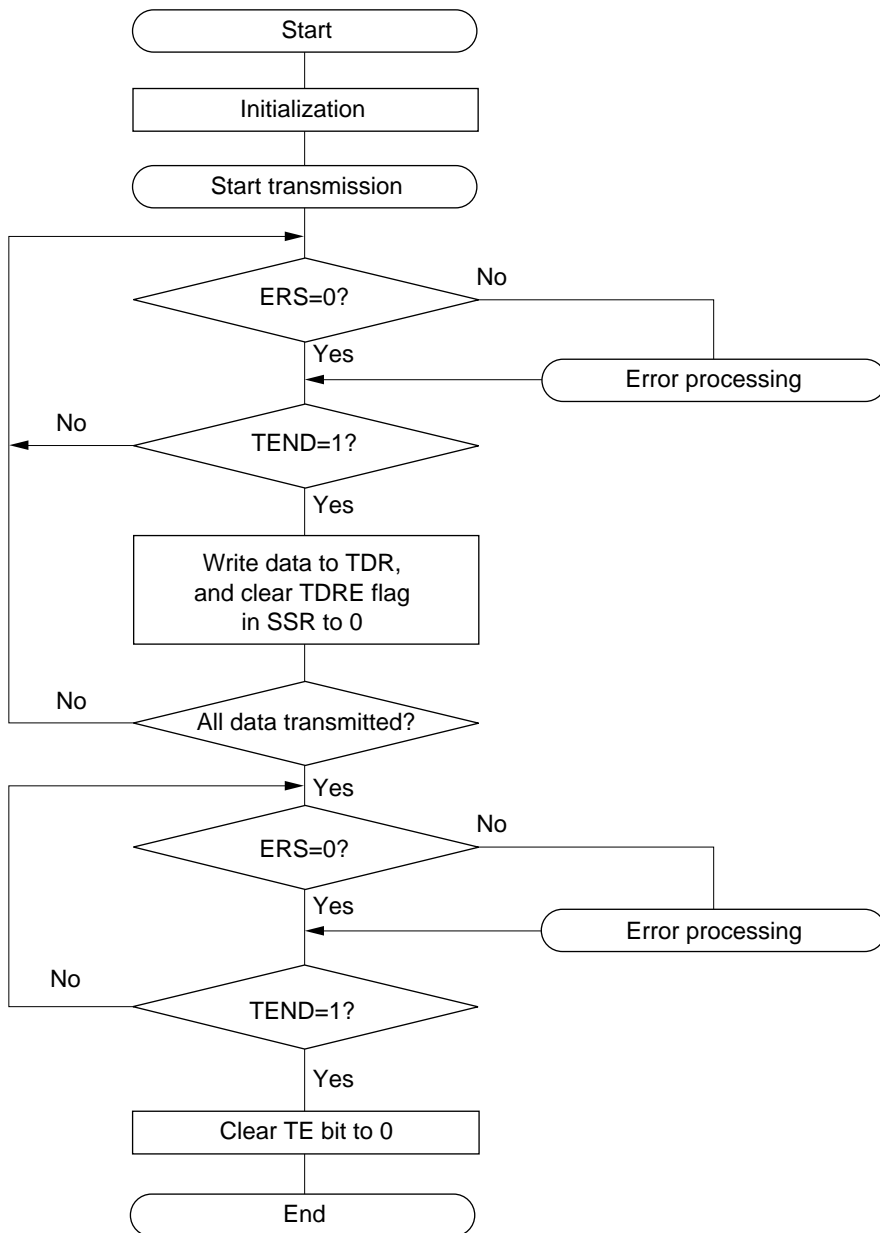 Start
Initialization
Start transmission
No
ERS=0?
Yes
Error processing
No
TEND=1?
Yes
Write data to TDR,
and clear TDRE flag
in SSR to 0
No
All data transmitted?
Yes
No
ERS=0?
Yes
Error processing
No
TEND=1?
Yes
Clear TE bit to 0
End